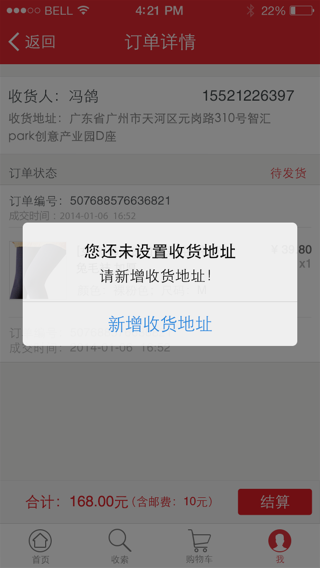 BELL 4:21 PM 22%
返回 订单详情
收货人：冯鸽 15521226397
收货地址：广东省广州市天河区元岗路310号智汇
park创意产业园D座
订单状态 待发货
订单编号：507688576636821
成交时间：2014-01-06 16:52
您还未设置收货地址
请新增收货地址！
x1
新增收货地址
成交时间：2014-01-06 16:52
合计：168.00元（含邮费：10元） 结算
首页 收索 购物车 我